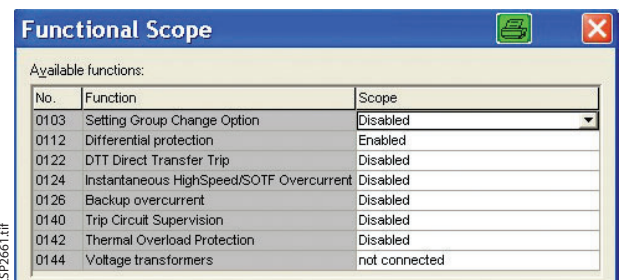 Functional Scope
Available functions:
No. Function Scope
0103 Setting Group Change Option Disabled
0112 Differential protection Enabled
0122 DTT Direct Transfer Trip Disabled
0124 Instantaneous HighSpeed/SOTF Overcurrent Disabled
0126 Backup overcurrent Disabled
0140 Trip Circuit Supervision Disabled
0142 Thermal Overload Protection Disabled
0144 Voltage transformers not connected
SP2661.tif